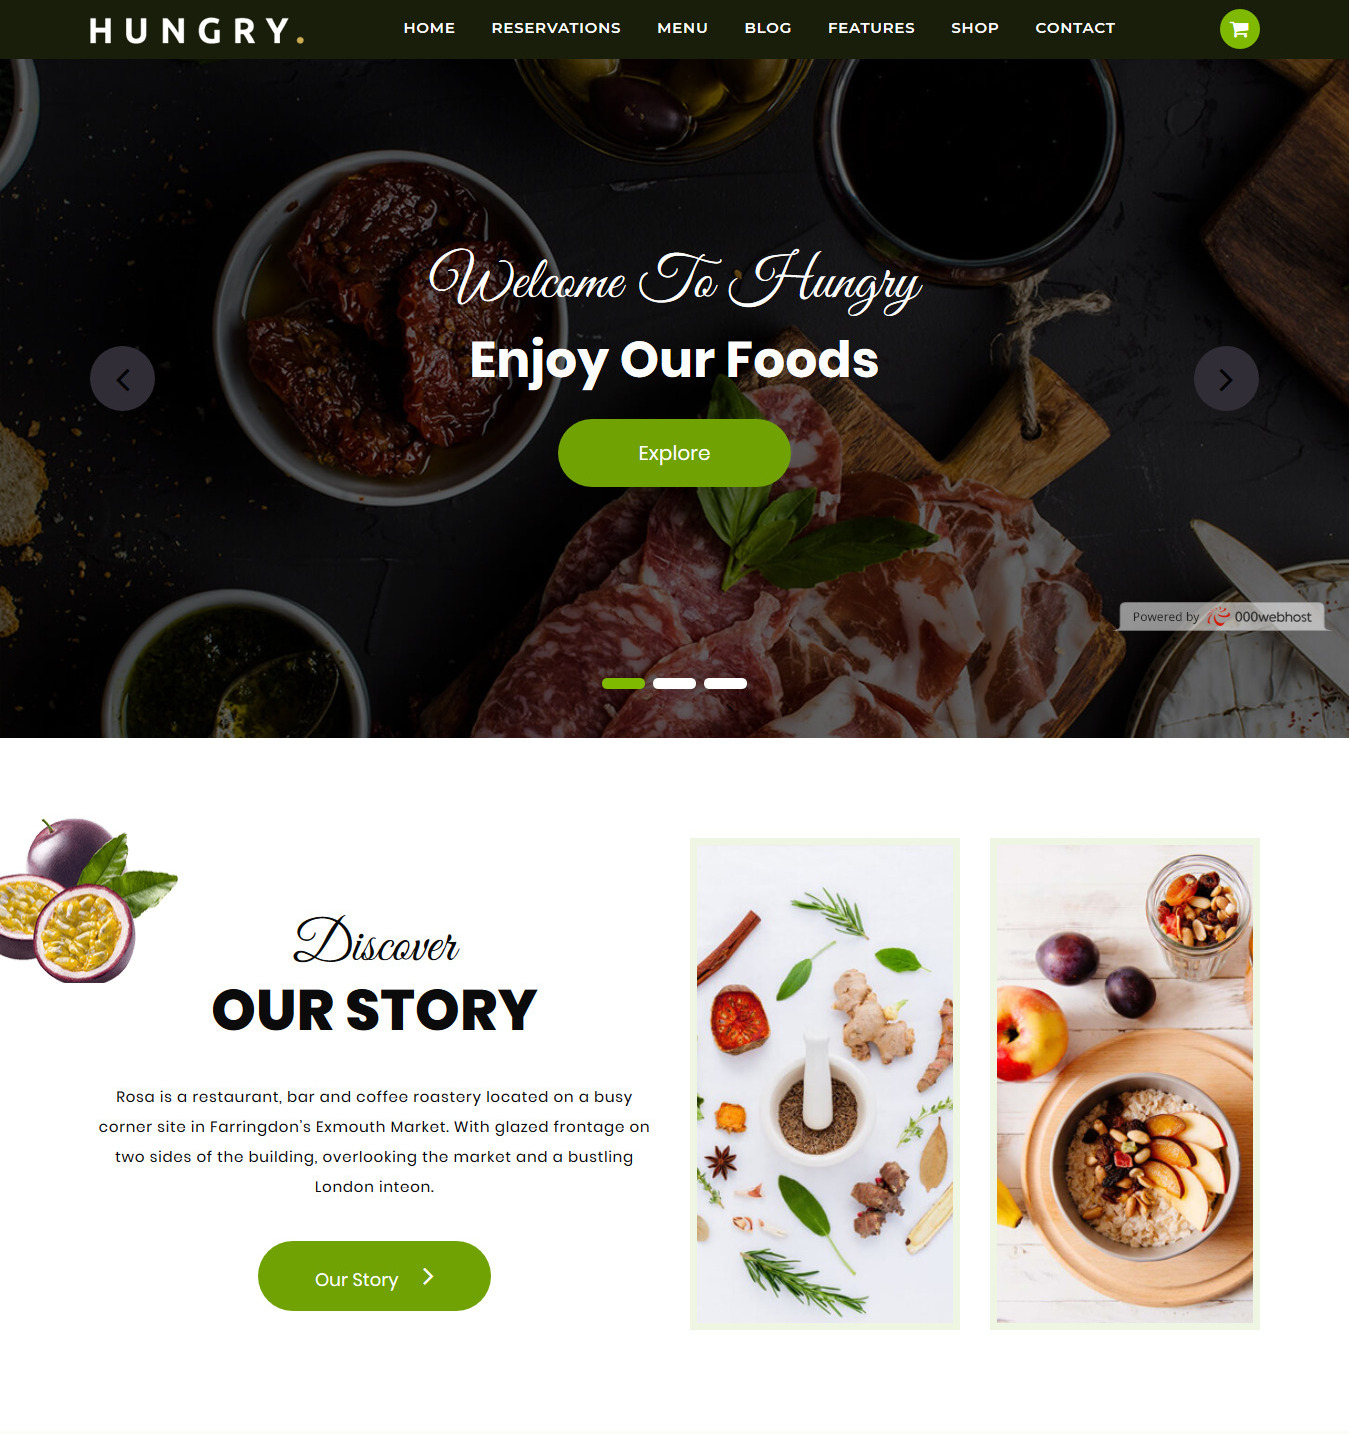 HUNGRY.
HOME RESERVATIONS MENU BLOG FEATURES SHOP CONTACT
Welcome To Hungry
Enjoy Our Foods
Explore
Powered by 000webhost
Discover
OUR STORY
Rosa is a restaurant, bar and coffee roastery located on a busy
corner site in Farringdon's Exmouth Market. With glazed frontage on
two sides of the building, overlooking the market and a bustling
London inteon.
Our Story